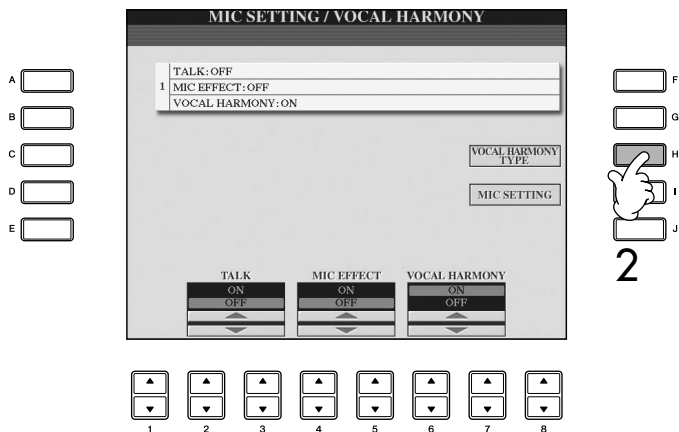 MIC SETTING / VOCAL HARMONY
1
TALK:OFF
MIC EFFECT:OFF
VOCAL HARMONY:ON
A
B
C
D
E
F
G
H
I
J
VOCAL HARMONY
TYPE
MIC SETTING
2
TALK
ON
OFF
MIC EFFECT
ON
OFF
VOCAL HARMONY
ON
OFF
1 2 3 4 5 6 7 8